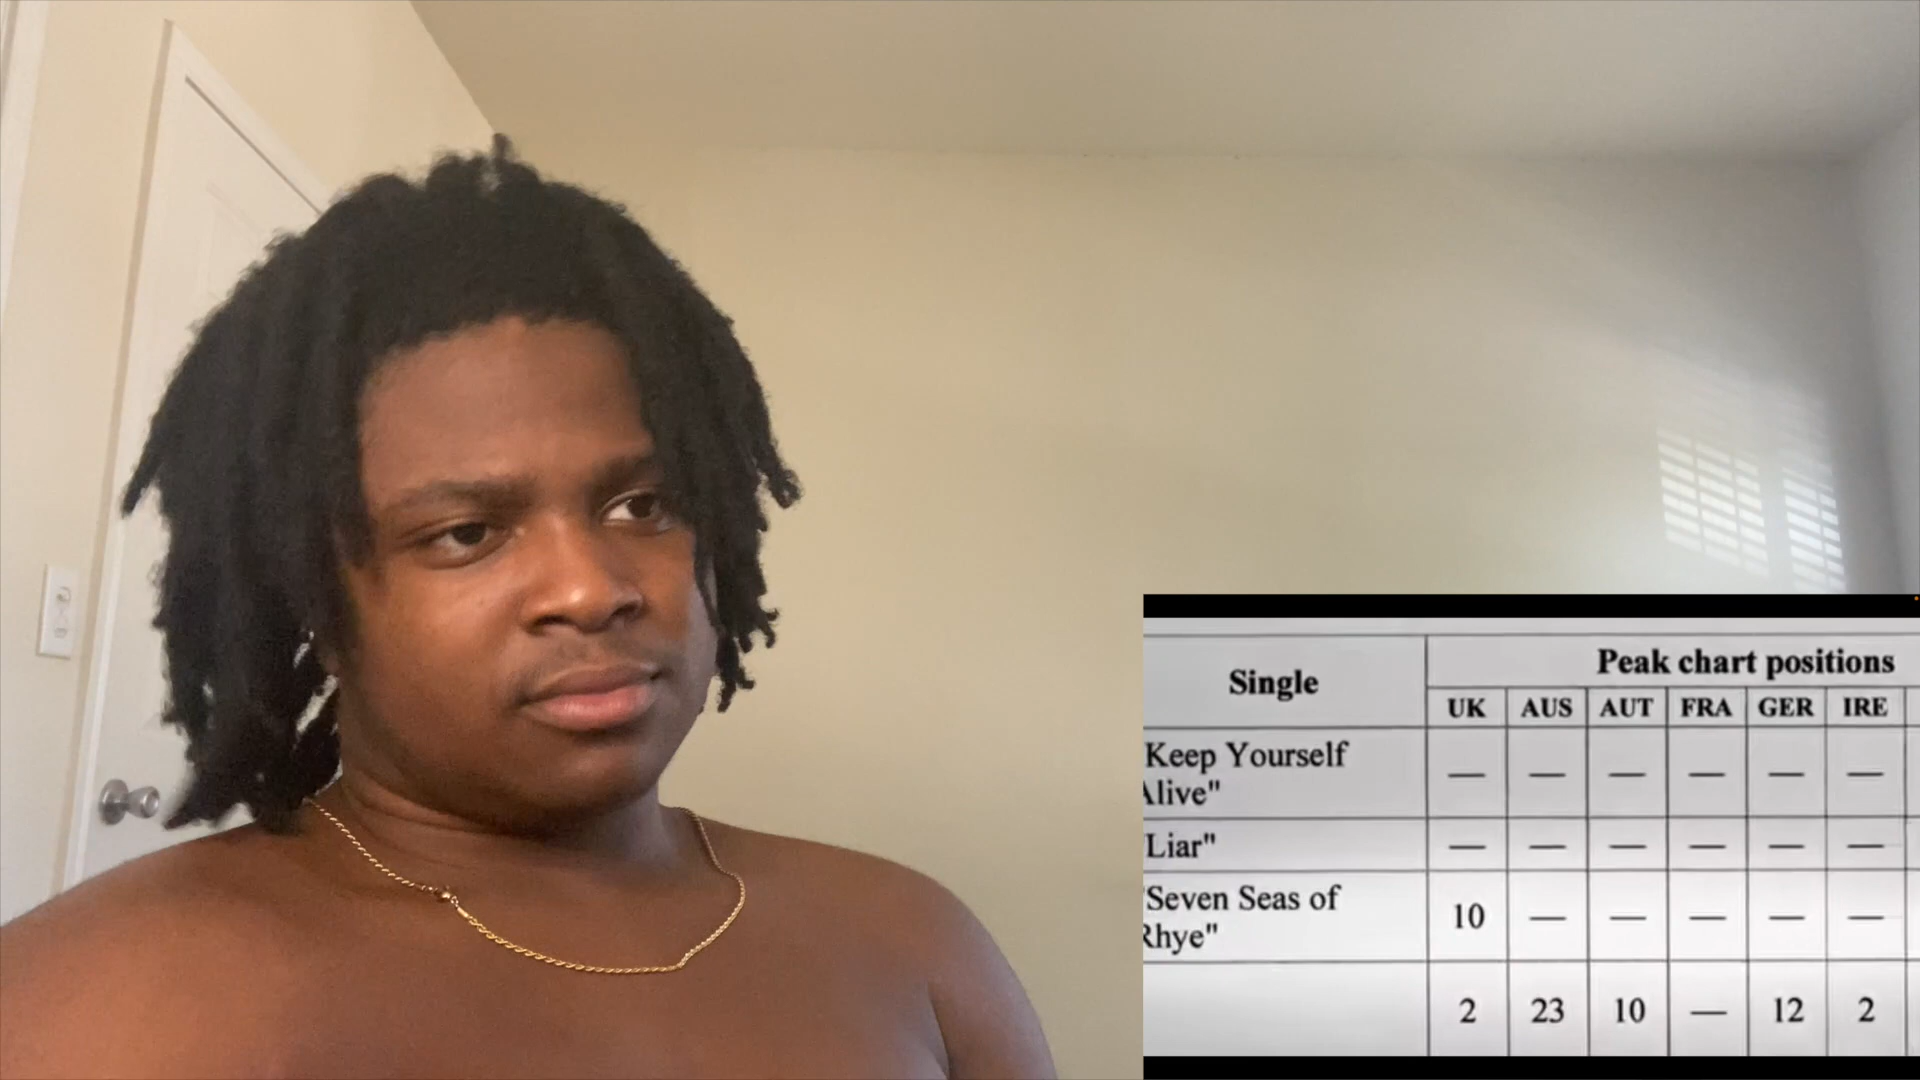 Single
Peak chart positions
UK AUS AUT FRA GER IRE
Keep Yourself
Alive"
— — — — — —
Liar"
— — — — — —
"Seven Seas of
Rhye"
10 — — — — —
2 23 10 — 12 2